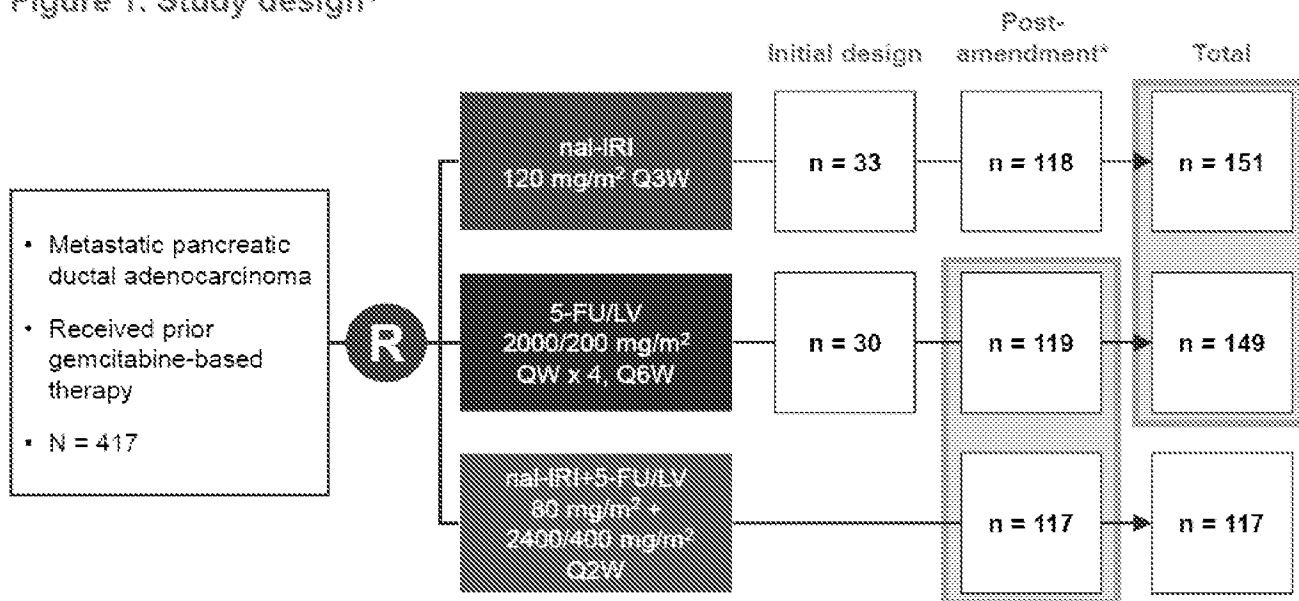 Figure 1. Study design*
Initial design
Post-
amendment*
Total
nal-IRI
120 mg/m² Q3W
n = 33
n = 118
n = 151
• Metastatic pancreatic
ductal adenocarcinoma
• Received prior
gemcitabine-based
therapy
• N = 417
R
5-FU/LV
2000/200 mg/m²
QW x 4, Q6W
n = 30
n = 119
n = 149
nal-IRI+5-FU/LV
80 mg/m² +
2400/400 mg/m²
Q2W
n = 117
n = 117